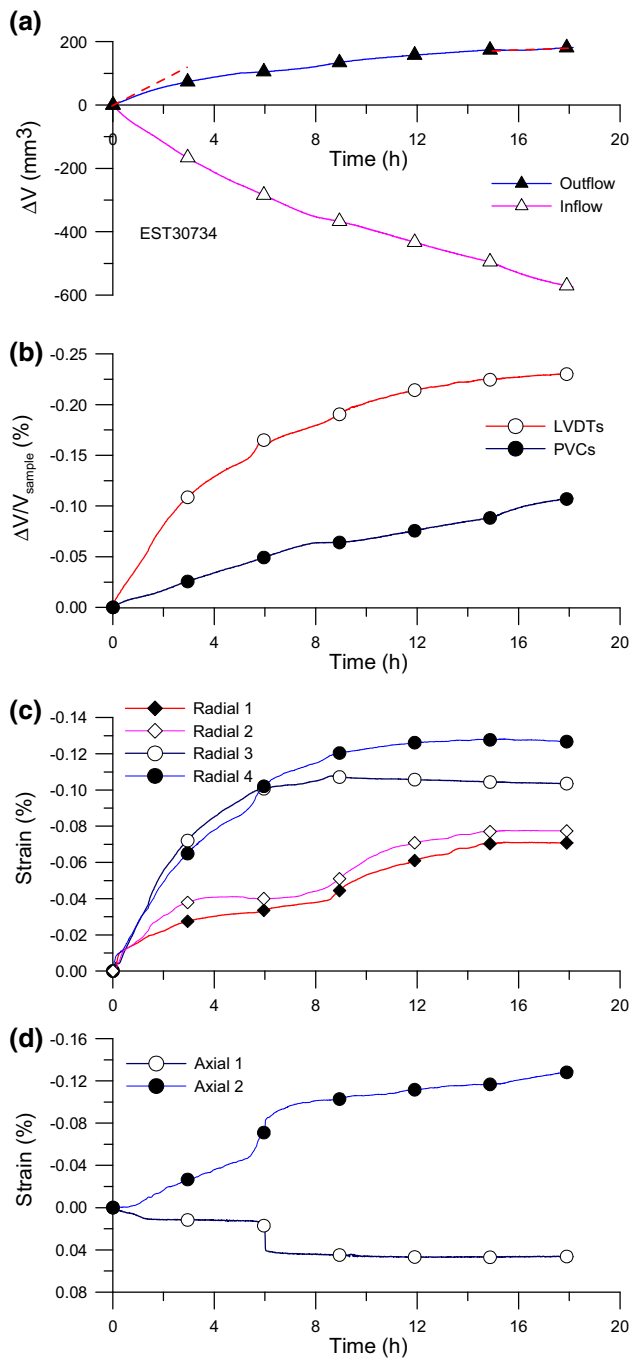 (a)
200
0
-200
-400
-600
ΔV (mm3)
0 4 8 12 16 20
Time (h)
EST30734
Outflow
Inflow
(b)
-0.25
-0.20
-0.15
-0.10
-0.05
0.00
ΔV/Vsample (%)
LVDTs
PVCs
0 4 8 12 16 20
Time (h)
(c)
Radial 1
Radial 2
Radial 3
Radial 4
-0.14
-0.12
-0.10
-0.08
-0.06
-0.04
-0.02
0.00
Strain (%)
0 4 8 12 16 20
(d)
Axial 1
Axial 2
-0.16
-0.12
-0.08
-0.04
0.00
0.04
0.08
Strain (%)
0 4 8 12 16 20
Time (h)